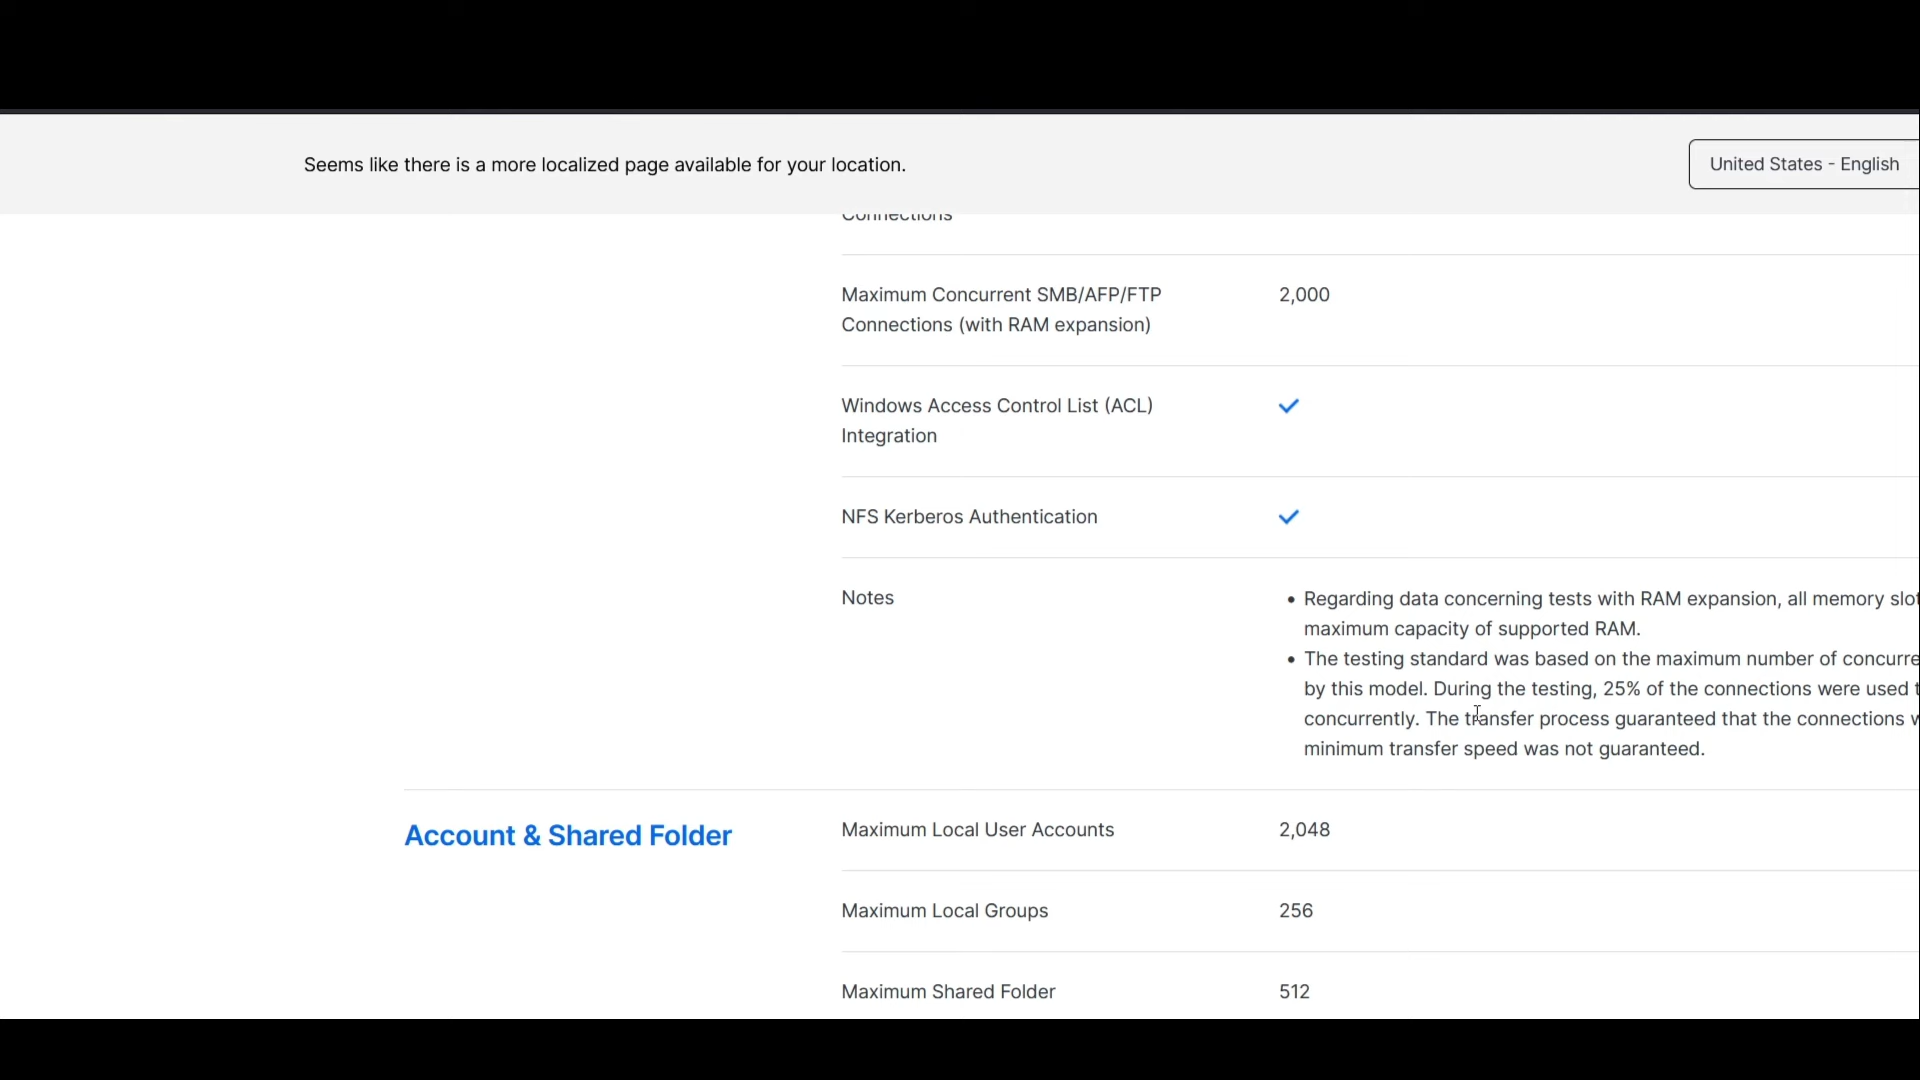 Seems like there is a more localized page available for your location.
United States - English
Connections
Maximum Concurrent SMB/AFP/FTP
Connections (with RAM expansion)
2,000
Windows Access Control List (ACL)
Integration
NFS Kerberos Authentication
Notes
• Regarding data concerning tests with RAM expansion, all memory slot
maximum capacity of supported RAM.
• The testing standard was based on the maximum number of concurre
by this model. During the testing, 25% of the connections were used t
concurrently. The transfer process guaranteed that the connections w
minimum transfer speed was not guaranteed.
Account & Shared Folder
Maximum Local User Accounts
2,048
Maximum Local Groups
256
Maximum Shared Folder
512